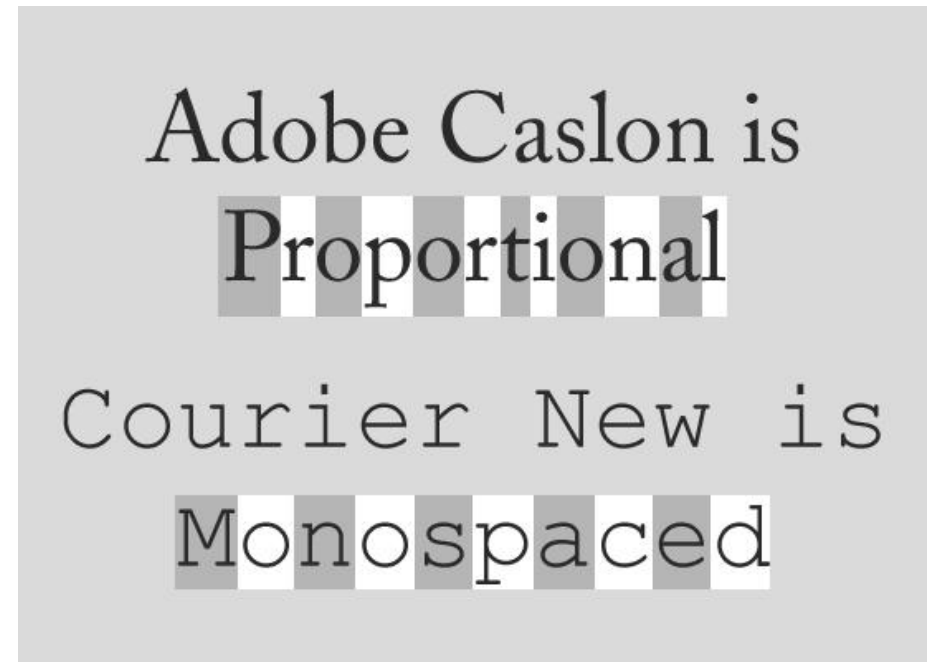 Adobe Caslon is
Proportional
Courier New is
Monospaced